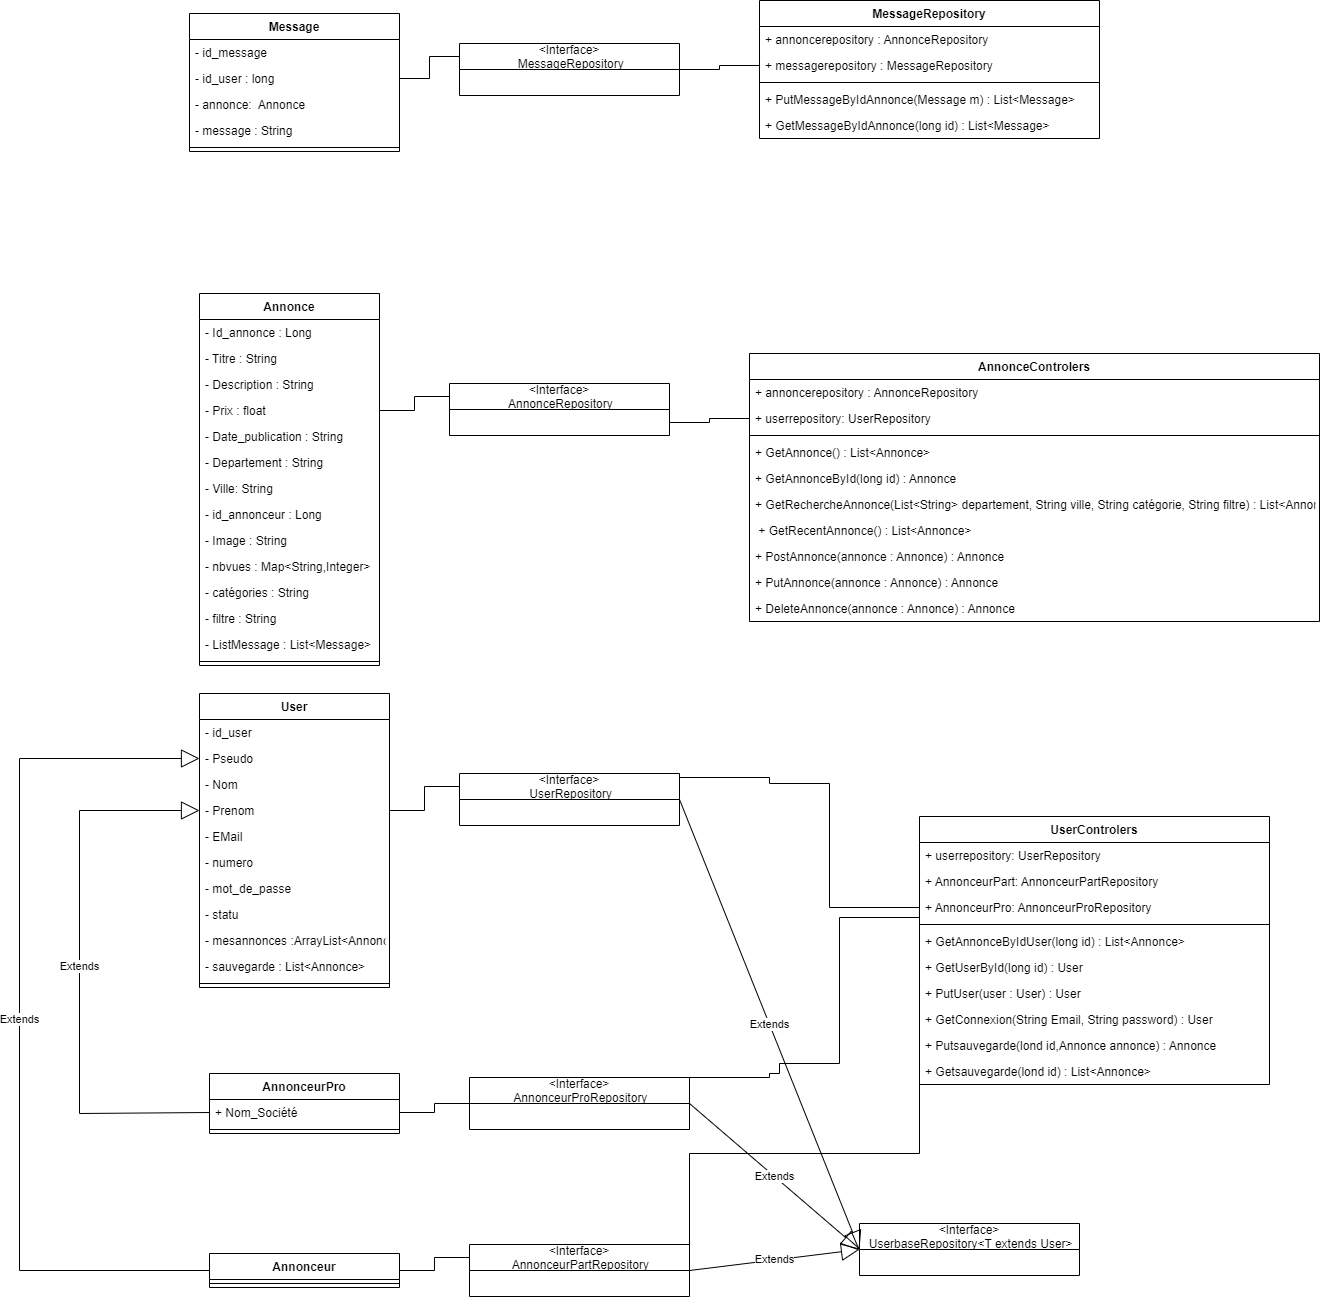 Message
- id_message
- id_user : long
- annonce:  Annonce
- message : String
<Interface>
MessageRepository
MessageRepository
+ annoncerepository : AnnonceRepository
+ messagerepository : MessageRepository
+ PutMessageByIdAnnonce(Message m) : List<Message>
+ GetMessageByIdAnnonce(long id) : List<Message>
Annonce
- Id_annonce : Long
- Titre : String
- Description : String
- Prix : float
- Date_publication : String
- Departement : String
- Ville: String
- id_annonceur : Long
- Image : String
- nbvues : Map<String,Integer>
- catégories : String
- filtre : String
- ListMessage : List<Message>
<Interface>
AnnonceRepository
AnnonceControlers
+ annoncerepository : AnnonceRepository
+ userrepository: UserRepository
+ GetAnnonce() : List<Annonce>
+ GetAnnonceById(long id) : Annonce
+ GetRechercheAnnonce(List<String> departement, String ville, String catégorie, String filtre) : List<Annon
+ GetRecentAnnonce() : List<Annonce>
+ PostAnnonce(annonce : Annonce) : Annonce
+ PutAnnonce(annonce : Annonce) : Annonce
+ DeleteAnnonce(annonce : Annonce) : Annonce
User
- id_user
- Pseudo
- Nom
- Prenom
- EMail
- numero
- mot_de_passe
- statu
- mesannonces :ArrayList<Annonc
- sauvegarde : List<Annonce>
<Interface>
UserRepository
UserControlers
+ userrepository: UserRepository
+ AnnonceurPart: AnnonceurPartRepository
+ AnnonceurPro: AnnonceurProRepository
+ GetAnnonceByIdUser(long id) : List<Annonce>
+ GetUserById(long id) : User
+ PutUser(user : User) : User
+ GetConnexion(String Email, String password) : User
+ Putsauvegarde(lond id,Annonce annonce) : Annonce
+ Getsauvegarde(lond id) : List<Annonce>
Extends
Extends
Extends
AnnonceurPro
+ Nom_Société
<Interface>
AnnonceurProRepository
Extends
Annonceur
<Interface>
AnnonceurPartRepository
Extends
<Interface>
UserbaseRepository<T extends User>